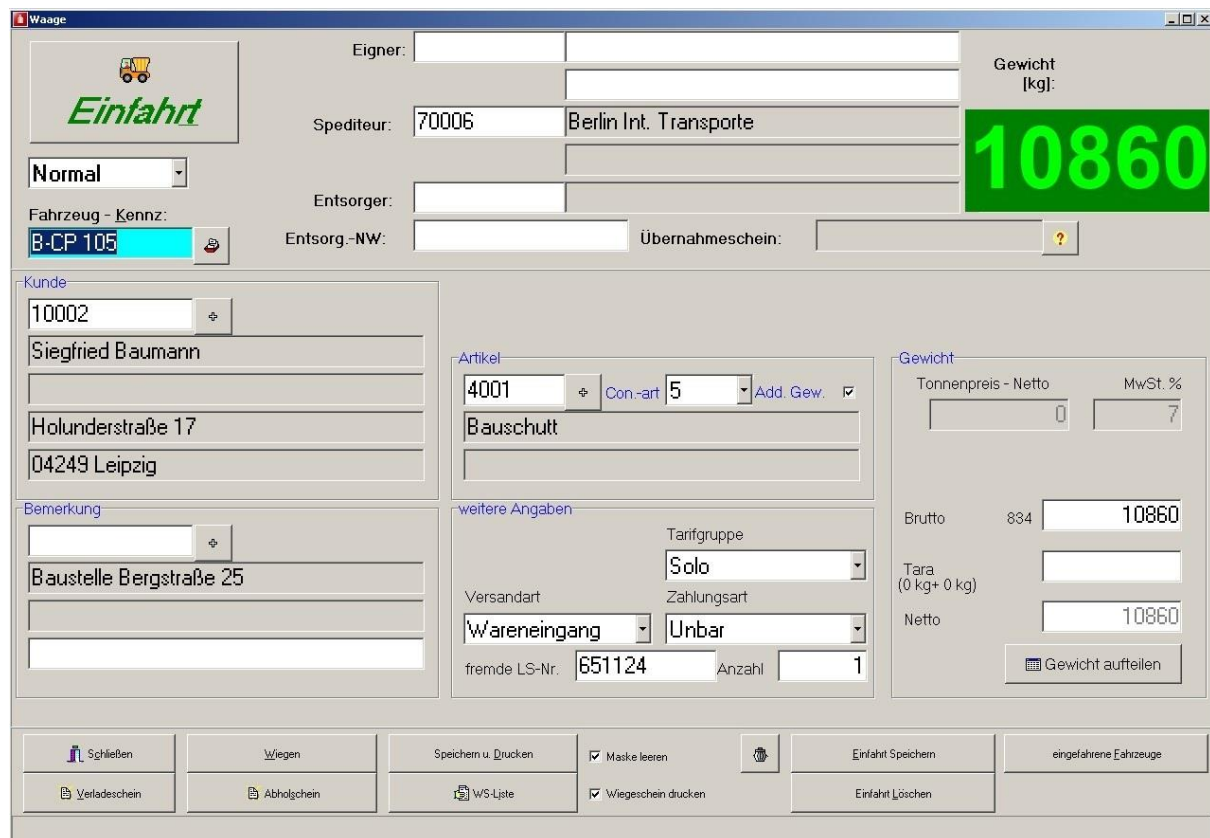 Waage
Einfahrt
Eigner:
Gewicht
[kg]:
10860
Spediteur: 70006 Berlin Int. Transporte
Normal
Entsorger:
Fahrzeug - Kennz:
B-CP 105
Entsorg.-NW: Übernahmeschein: ?
Kunde
10002
Siegfried Baumann
Holunderstraße 17
04249 Leipzig
Artikel
4001 Con.-art 5 Add. Gew.
Bauschutt
Gewicht
Tonnenpreis - Netto MwSt. %
0 7
Brutto 834 10860
Tara
(0 kg+ 0 kg)
Netto 10860
Gewicht aufteilen
Bemerkung
Baustelle Bergstraße 25
weitere Angaben
Tarifgruppe
Solo
Versandart Zahlungsart
Wareneingang Unbar
fremde LS-Nr. 651124 Anzahl 1
Schließen Wiegen Speichern u. Drucken Maske leeren Einfahrt Speichern eingefahrene Fahrzeuge
Verladeschein Abholschein WS-Liste Wiegeschein drucken Einfahrt Löschen